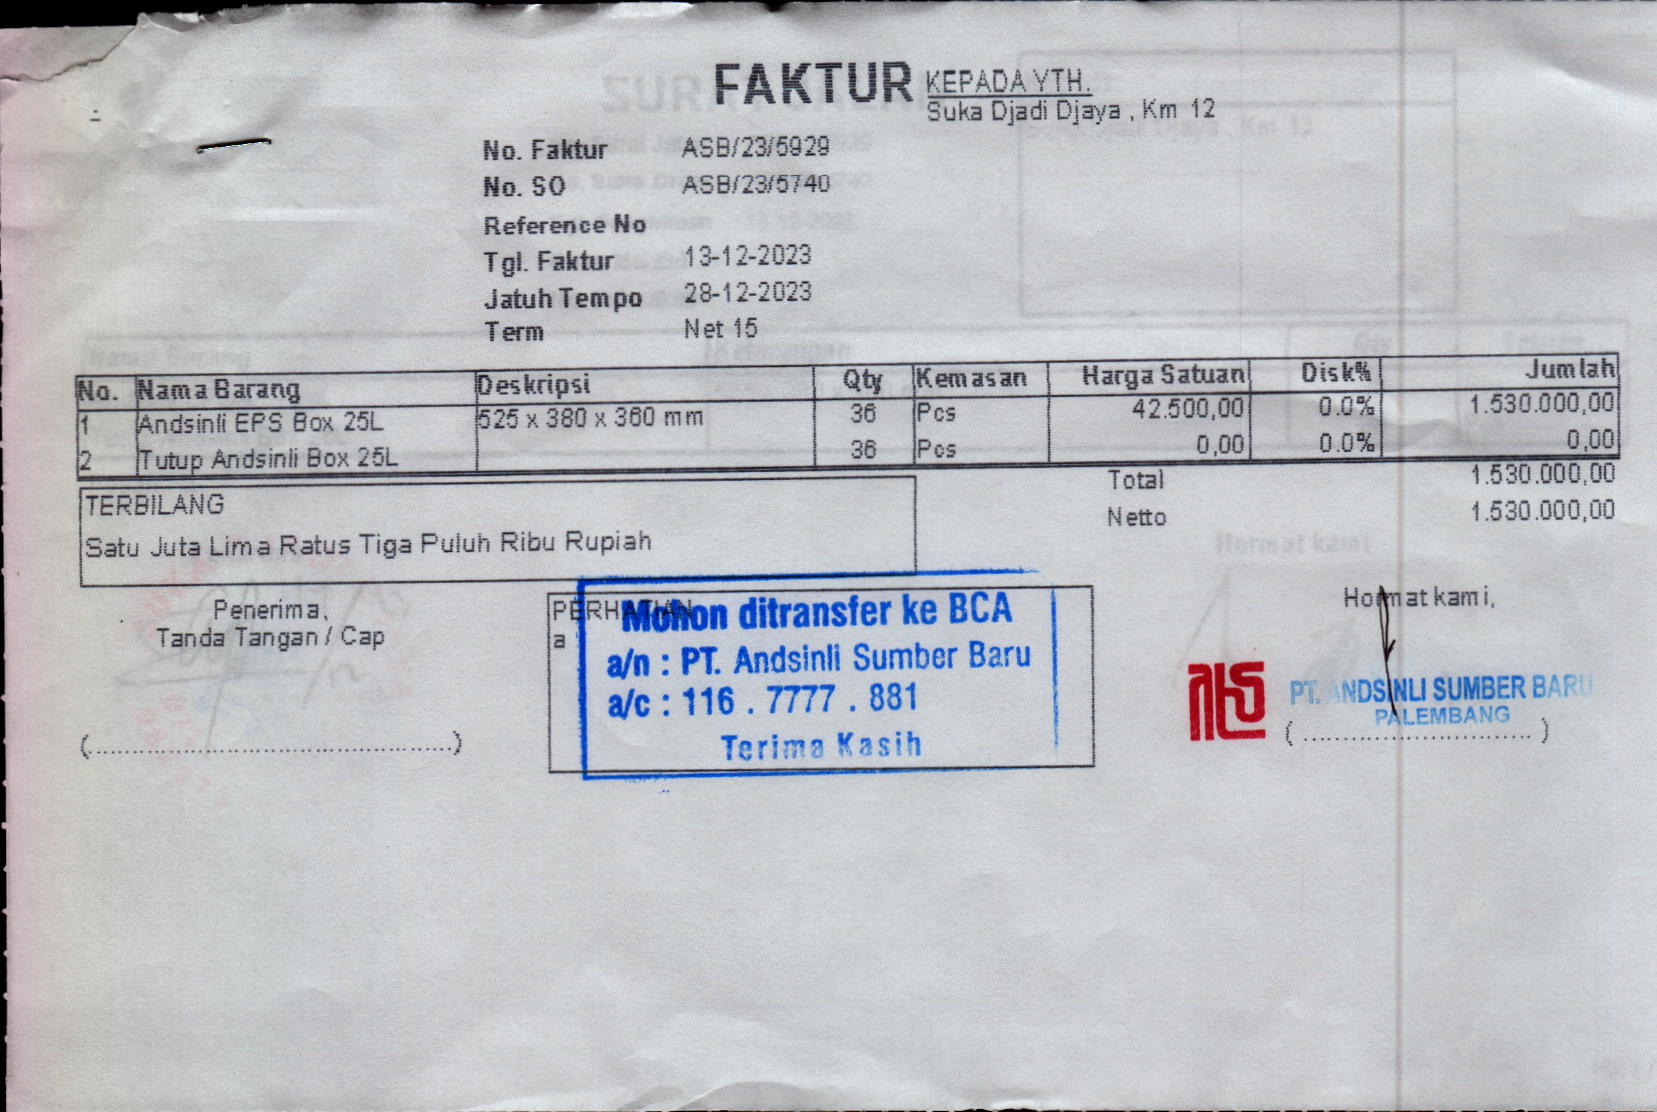 FAKTUR
KEPADA YTH.
Suka Djadi Djaya , Km 12
No. Faktur ASB/23/5929
No. SO ASB/23/5740
Reference No
Tgl. Faktur 13-12-2023
Jatuh Tempo 28-12-2023
Term Net 15
No. Nama Barang Deskripsi Qty Kemasan Harga Satuan Disk% Jumlah
1 Andsinli EPS Box 25L 525 x 380 x 360 mm 36 Pcs 42.500,00 0.0% 1.530.000,00
2 Tutup Andsinli Box 25L 36 Pcs 0,00 0.0% 0,00
Total 1.530.000,00
Netto 1.530.000,00
TERBILANG
Satu Juta Lima Ratus Tiga Puluh Ribu Rupiah
Penerima,
Tanda Tangan / Cap
(................................................)
PERHATIAN
a
Mohon ditransfer ke BCA
a/n : PT. Andsinli Sumber Baru
a/c : 116 . 7777 . 881
Terima Kasih
Hormat kami,
PT. ANDSINLI SUMBER BARU
PALEMBANG
(..............................)